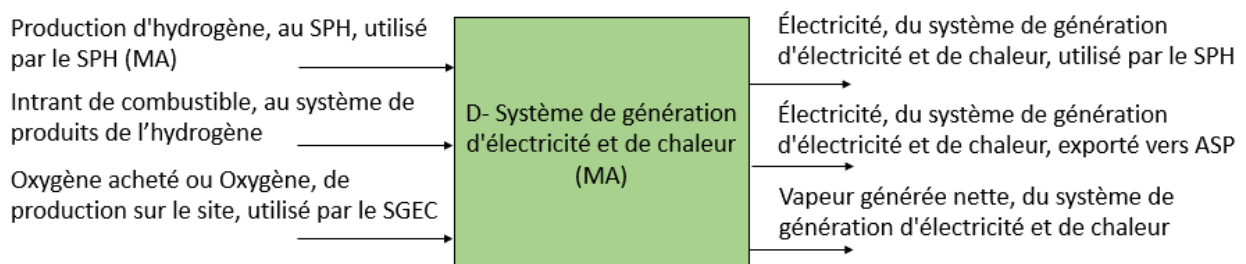 Production d'hydrogène, au SPH, utilisé
par le SPH (MA)
Intrant de combustible, au système de
produits de l’hydrogène
Oxygène acheté ou Oxygène, de
production sur le site, utilisé par le SGEC
D- Système de génération
d'électricité et de chaleur
(MA)
Électricité, du système de génération
d'électricité et de chaleur, utilisé par le SPH
Électricité, du système de génération
d'électricité et de chaleur, exporté vers ASP
Vapeur générée nette, du système de
génération d'électricité et de chaleur